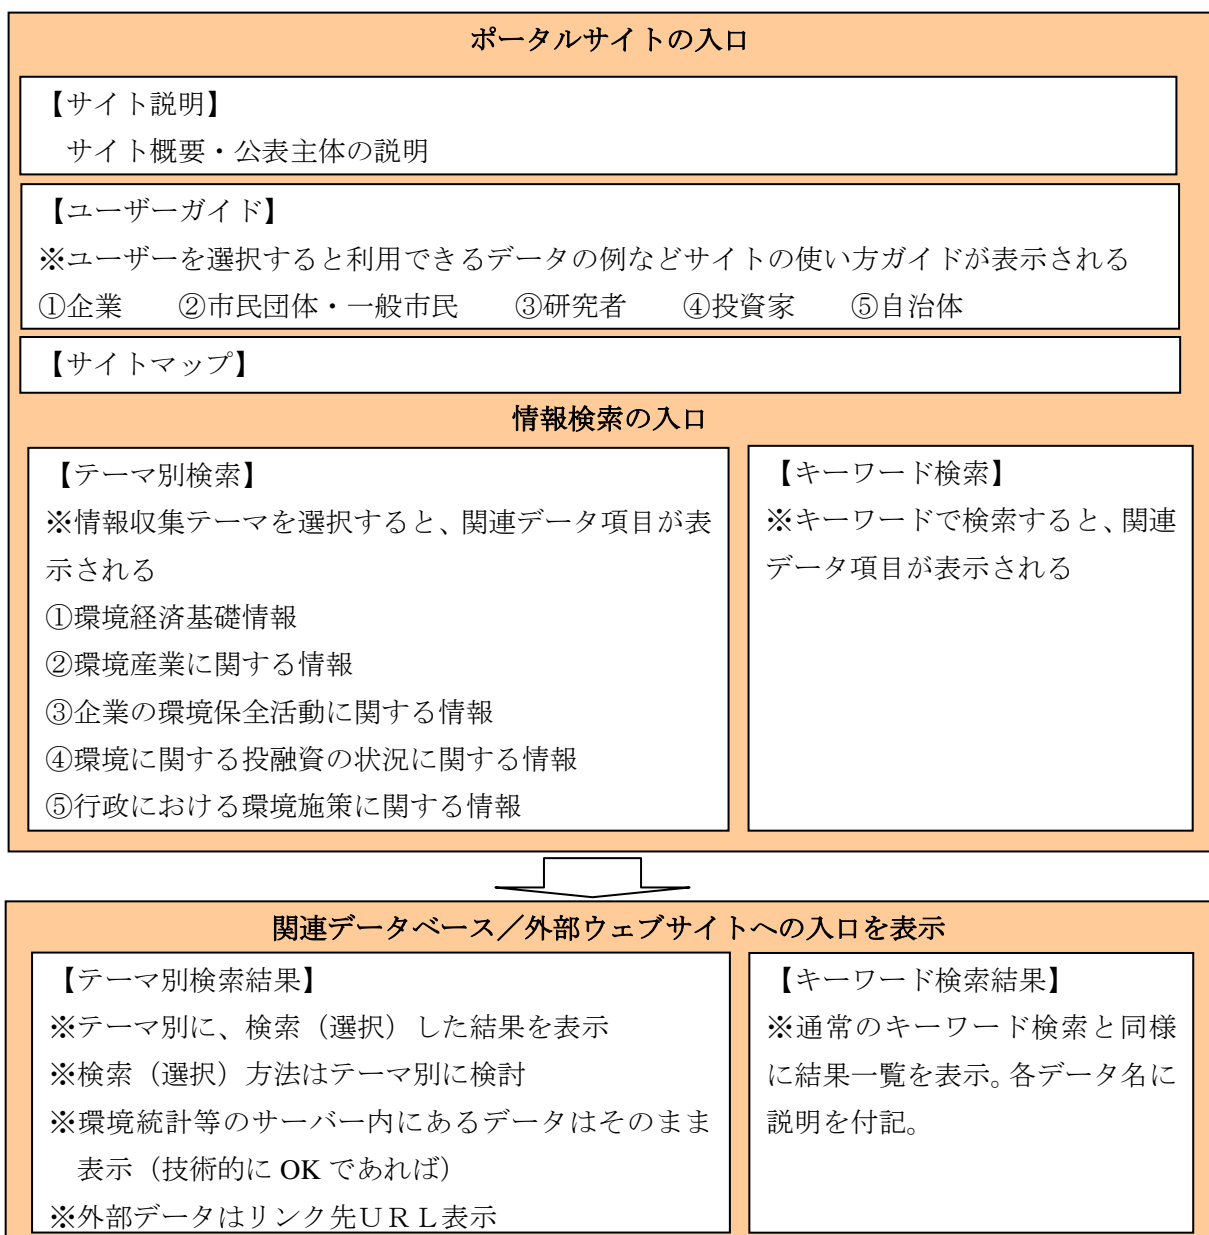 ポータルサイトの入口
【サイト説明】
サイト概要・公表主体の説明
【ユーザーガイド】
※ユーザーを選択すると利用できるデータの例などサイトの使い方ガイドが表示される
①企業　　②市民団体・一般市民　　③研究者　　④投資家　　⑤自治体
【サイトマップ】
情報検索の入口
【テーマ別検索】
※情報収集テーマを選択すると、関連データ項目が表
示される
①環境経済基礎情報
②環境産業に関する情報
③企業の環境保全活動に関する情報
④環境に関する投融資の状況に関する情報
⑤行政における環境施策に関する情報
【キーワード検索】
※キーワードで検索すると、関連
データ項目が表示される
関連データベース／外部ウェブサイトへの入口を表示
【テーマ別検索結果】
※テーマ別に、検索（選択）した結果を表示
※検索（選択）方法はテーマ別に検討
※環境統計等のサーバー内にあるデータはそのまま
表示（技術的に OK であれば）
※外部データはリンク先ＵＲＬ表示
【キーワード検索結果】
※通常のキーワード検索と同様
に結果一覧を表示。各データ名に
説明を付記。